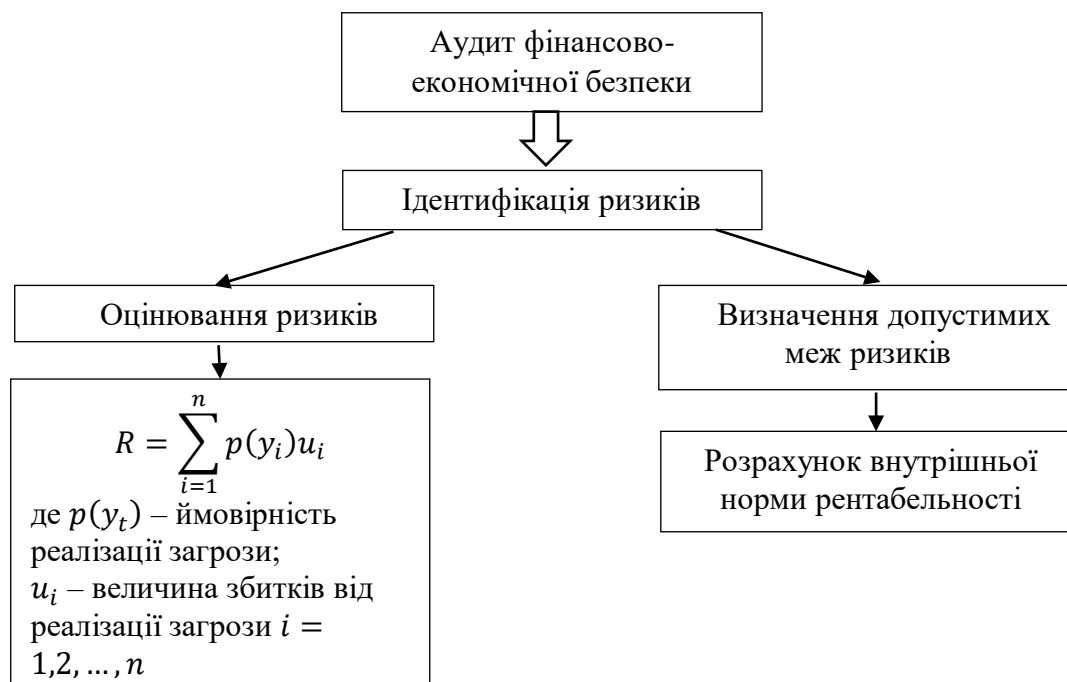 Аудит фінансово-
економічної безпеки
Ідентифікація ризиків
Оцінювання ризиків
Визначення допустимих
меж ризиків
R = \sum_{i=1}^{n} p(y_i)u_i
де p(y_t) – ймовірність
реалізації загрози;
u_i – величина збитків від
реалізації загрози i =
1,2, … , n
Розрахунок внутрішньої
норми рентабельності